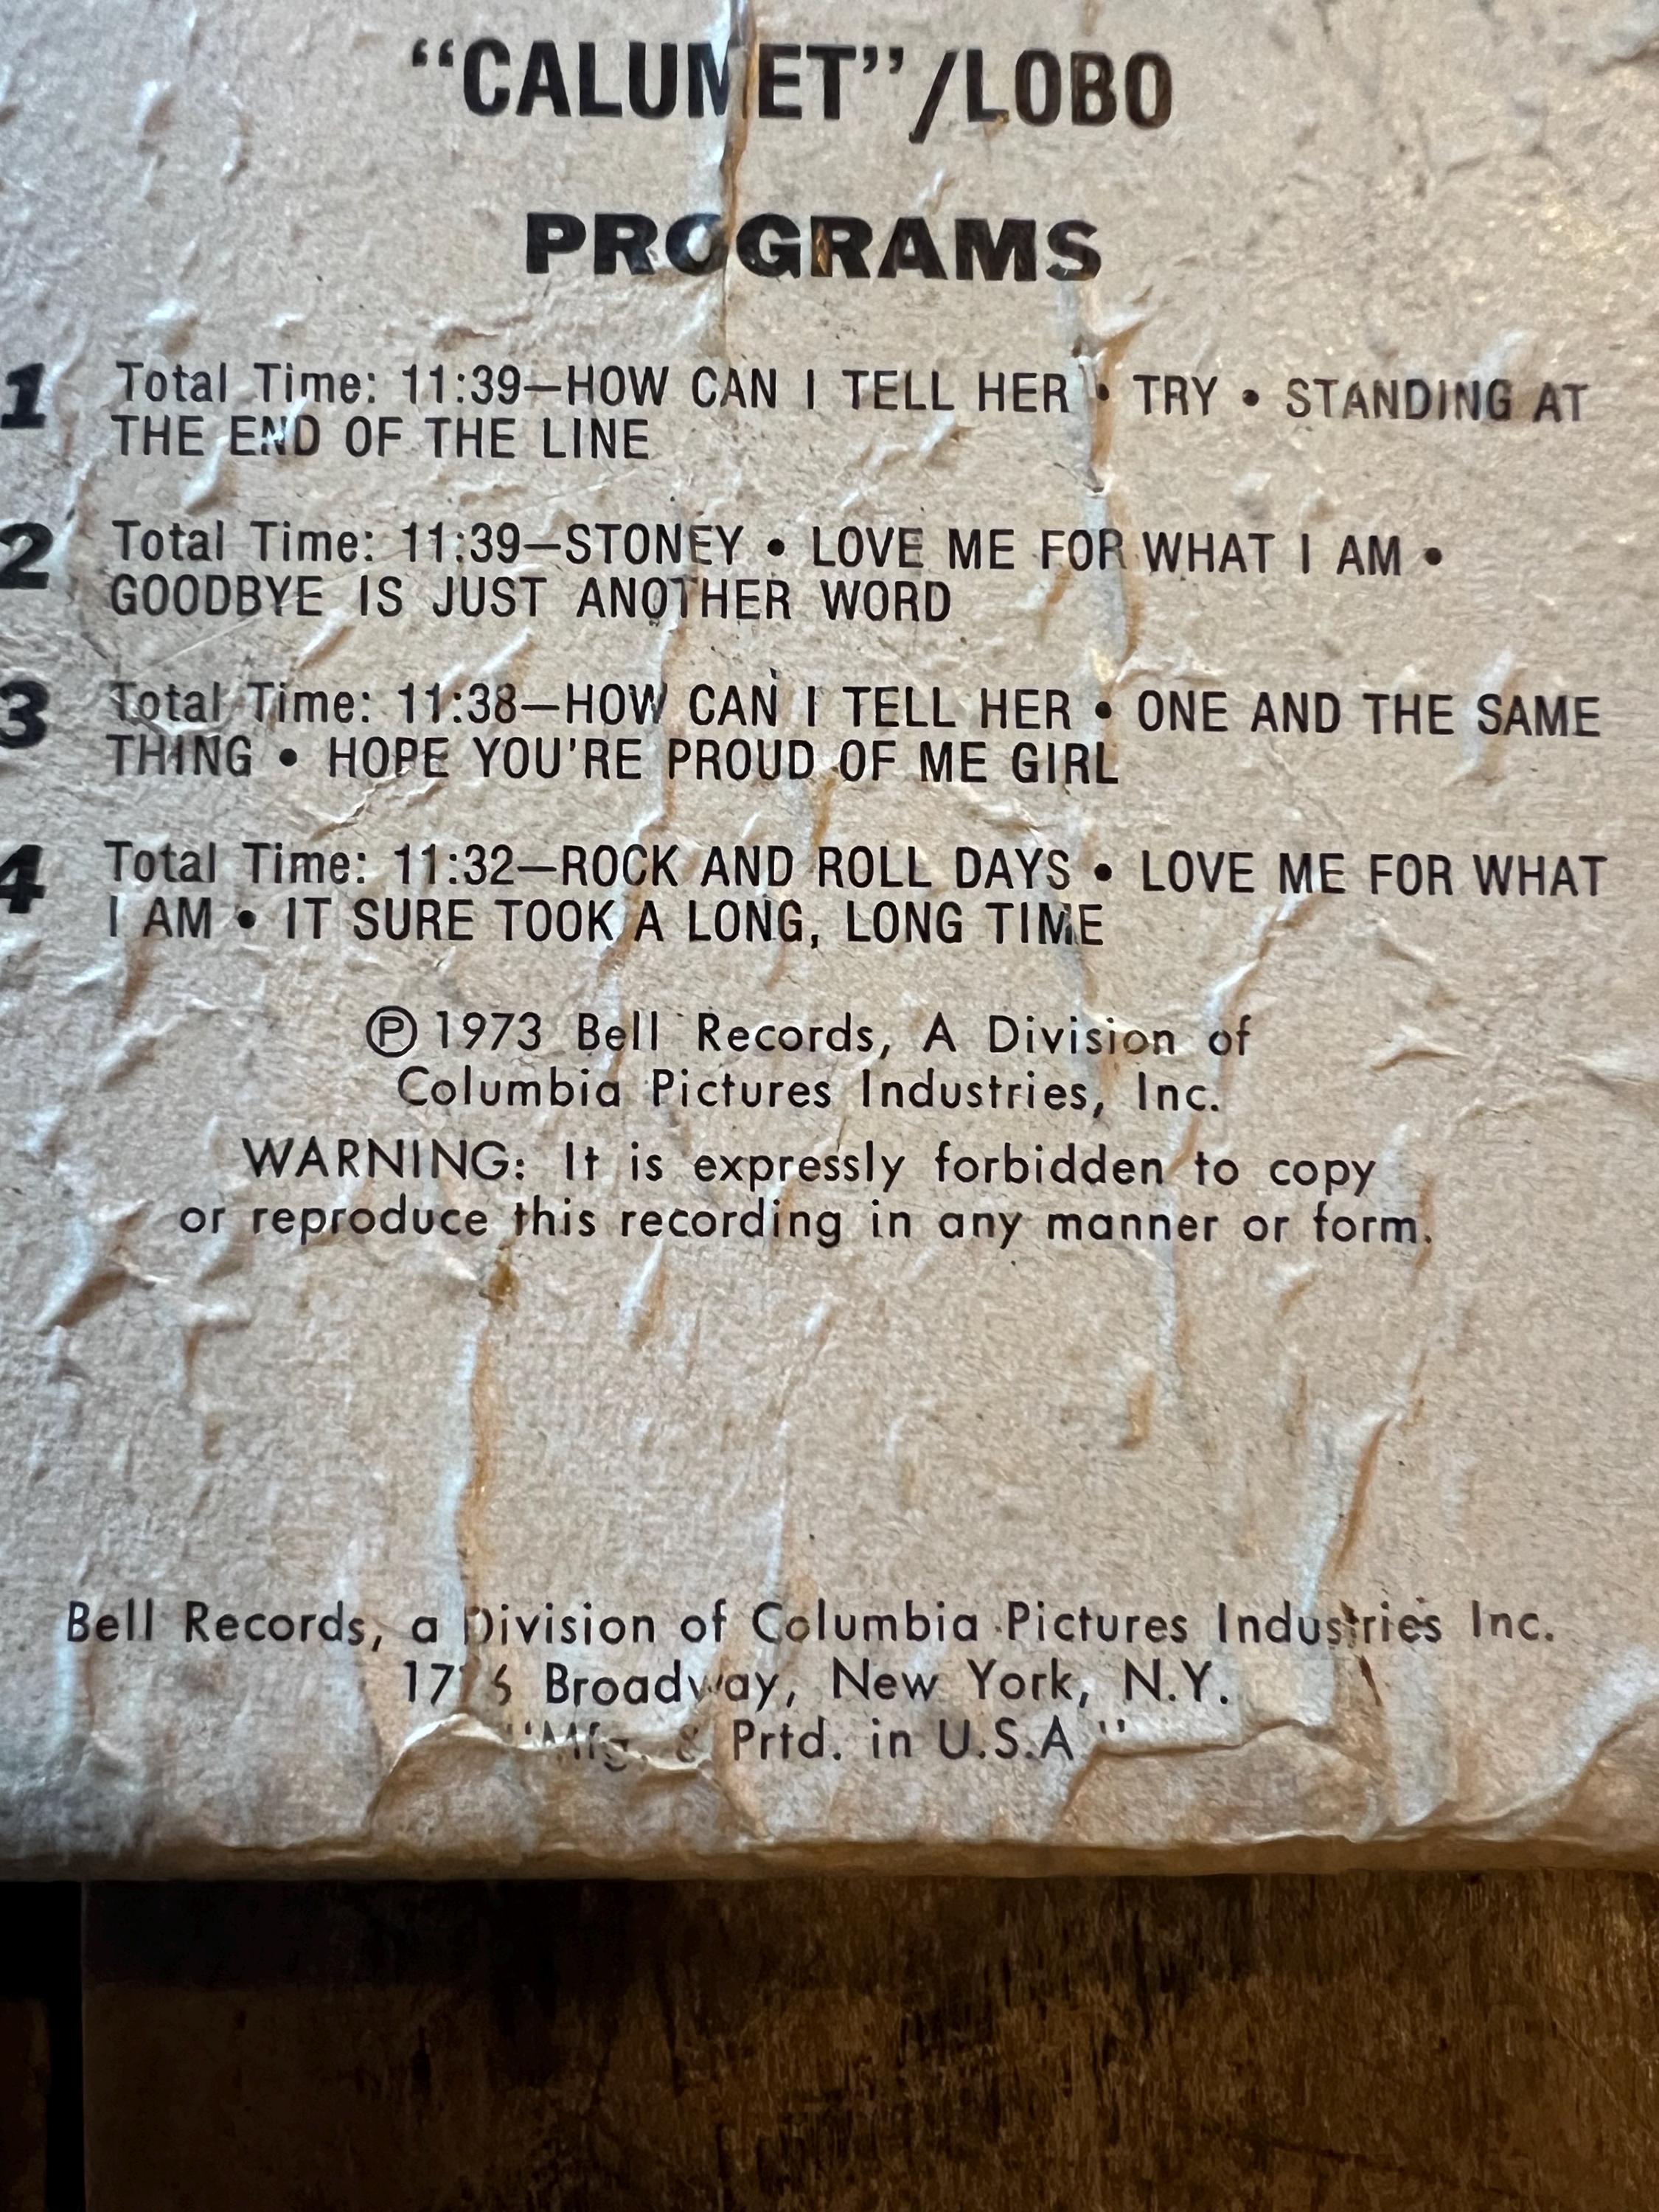 “CALUMET”/LOBO
PROGRAMS
1 Total Time: 11:39—HOW CAN I TELL HER • TRY • STANDING AT
THE END OF THE LINE
2 Total Time: 11:39—STONEY • LOVE ME FOR WHAT I AM •
GOODBYE IS JUST ANOTHER WORD
3 Total Time: 11:38—HOW CAN I TELL HER • ONE AND THE SAME
THING • HOPE YOU'RE PROUD OF ME GIRL
4 Total Time: 11:32—ROCK AND ROLL DAYS • LOVE ME FOR WHAT
I AM • IT SURE TOOK A LONG, LONG TIME
Ⓟ 1973 Bell Records, A Division of
Columbia Pictures Industries, Inc.
WARNING: It is expressly forbidden to copy
or reproduce this recording in any manner or form.
Bell Records, a Division of Columbia Pictures Industries Inc.
Broadway, New York, N.Y.
"Mfg. & Prtd. in U.S.A."